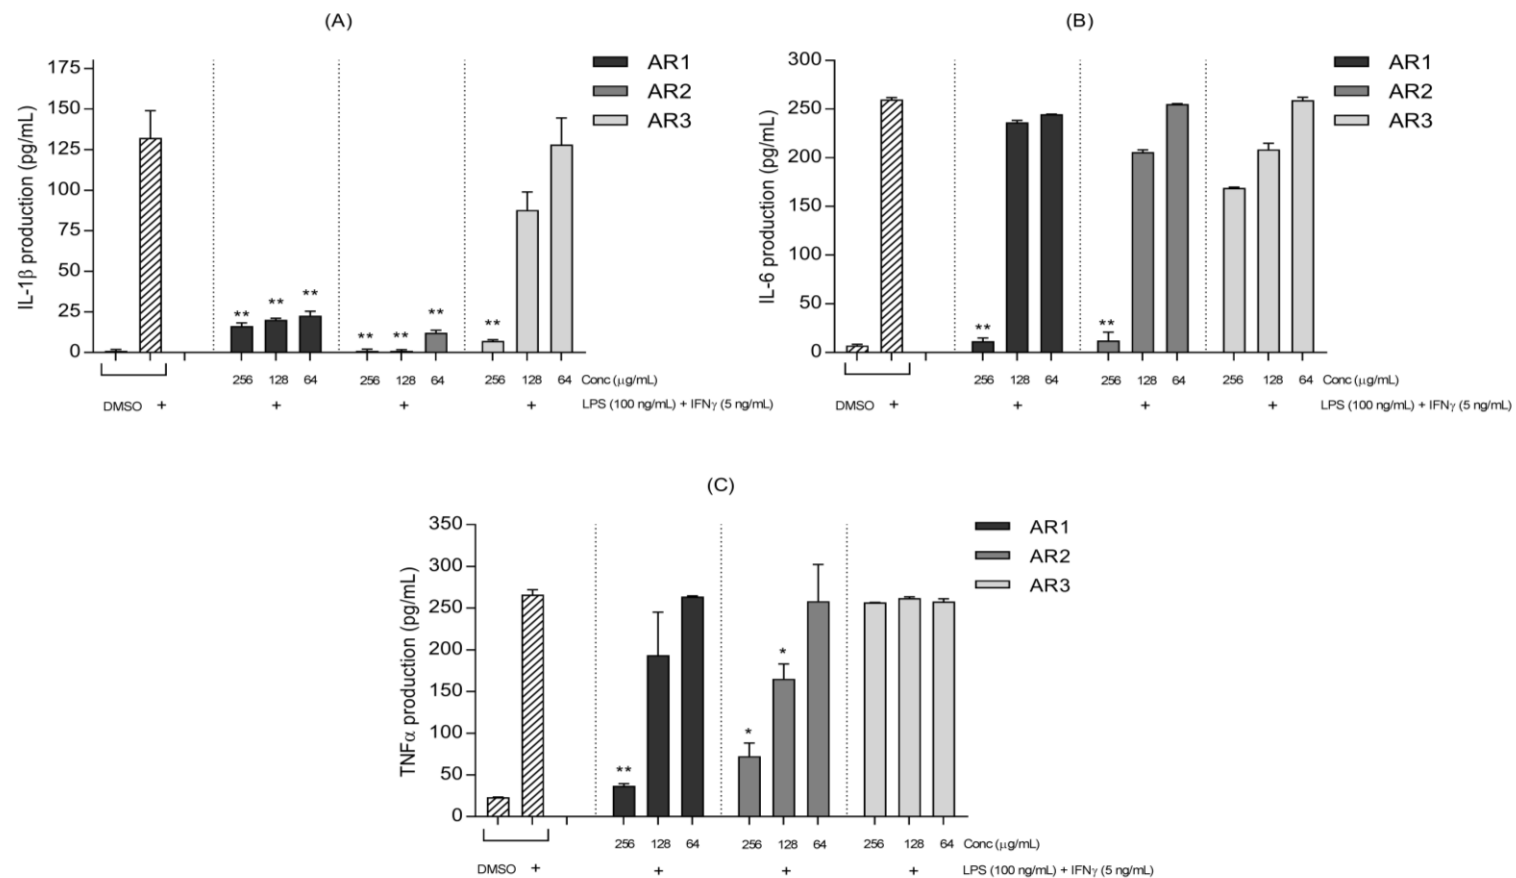 (A)
IL-1β production (pg/mL)
175
150
125
100
75
50
25
0
** ** ** ** ** ** **
AR1
AR2
AR3
256 128 64 256 128 64 256 128 64 Conc (μg/mL)
DMSO + + + + LPS (100 ng/mL) + IFNγ (5 ng/mL)
(B)
IL-6 production (pg/mL)
300
250
200
150
100
50
0
** **
AR1
AR2
AR3
256 128 64 256 128 64 256 128 64 Conc (μg/mL)
DMSO + + + + LPS (100 ng/mL) + IFNγ (5 ng/mL)
(C)
TNFα production (pg/mL)
350
300
250
200
150
100
50
0
** * *
AR1
AR2
AR3
256 128 64 256 128 64 256 128 64 Conc (μg/mL)
DMSO + + + + LPS (100 ng/mL) + IFNγ (5 ng/mL)